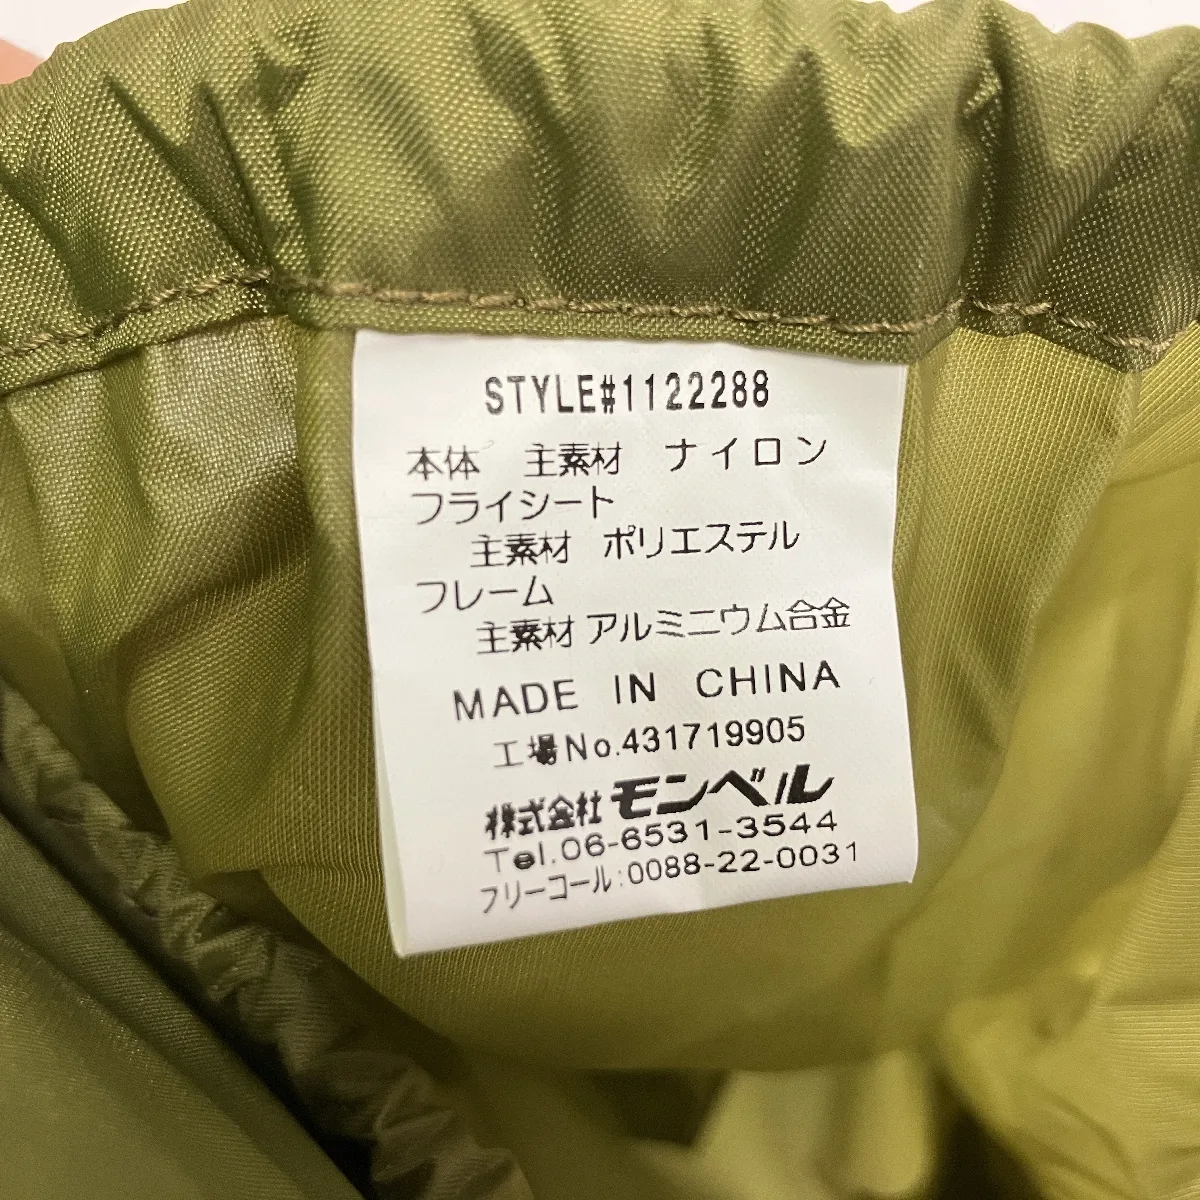 STYLE#1122288
本体 主素材 ナイロン
フライシート
主素材 ポリエステル
フレーム
主素材 アルミニウム合金
MADE IN CHINA
工場No.431719905
株式会社 モンベル
Tel.06-6531-3544
フリーコール:0088-22-0031